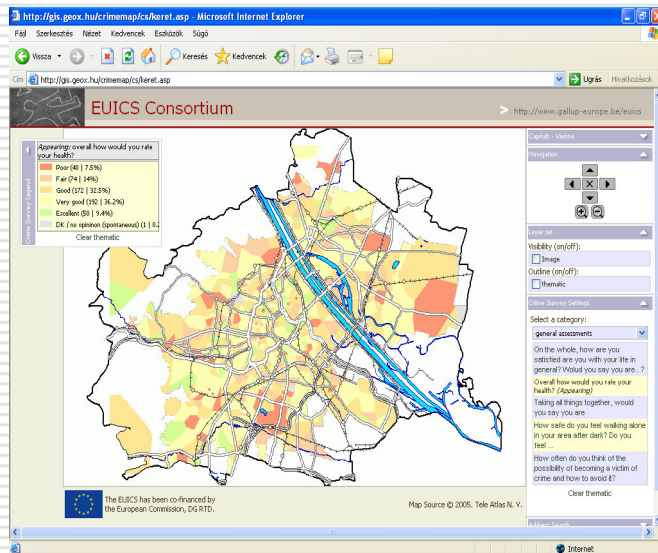 http://gis.geox.hu/crimemap/cs/keret.asp - Microsoft Internet Explorer
Fájl Szerkesztés Nézet Kedvencek Eszközök Súgó
Vissza Keresés Kedvencek
Cím http://gis.geox.hu/crimemap/cs/keret.asp Ugrás Hivatkozások
EUICS Consortium
> http://www.gallup-europe.be/euics
Crime Survey Legend
Appearing: overall how would you rate
your health?
Poor (40 | 7.5%)
Fair (74 | 14%)
Good (172 | 32.5%)
Very good (192 | 36.2%)
Excellent (50 | 9.4%)
DK / no opinion (spontaneous) (1 | 0.
Clear thematic
Capital: - Vienna
Navigation
X
Layer set
Visibility (on/off):
Image
Outline (on/off):
thematic
Crime Survey Settings
Select a category:
general assessments
On the whole, how are you
satisfied are you with your life in
general? Wolud you say you are...?
Overall how would you rate your
health? (Appearing)
Taking all things together, would
you say you are
How safe do you feel walking alone
in your area after dark? Do you
feel ...
How often do you think of the
possibility of becoming a victim of
crime and how to avoid it?
Clear thematic
Address Search
The EUICS has been co-financed by
the European Commission, DG RTD.
Map Source © 2005. Tele Atlas N. V.
Internet